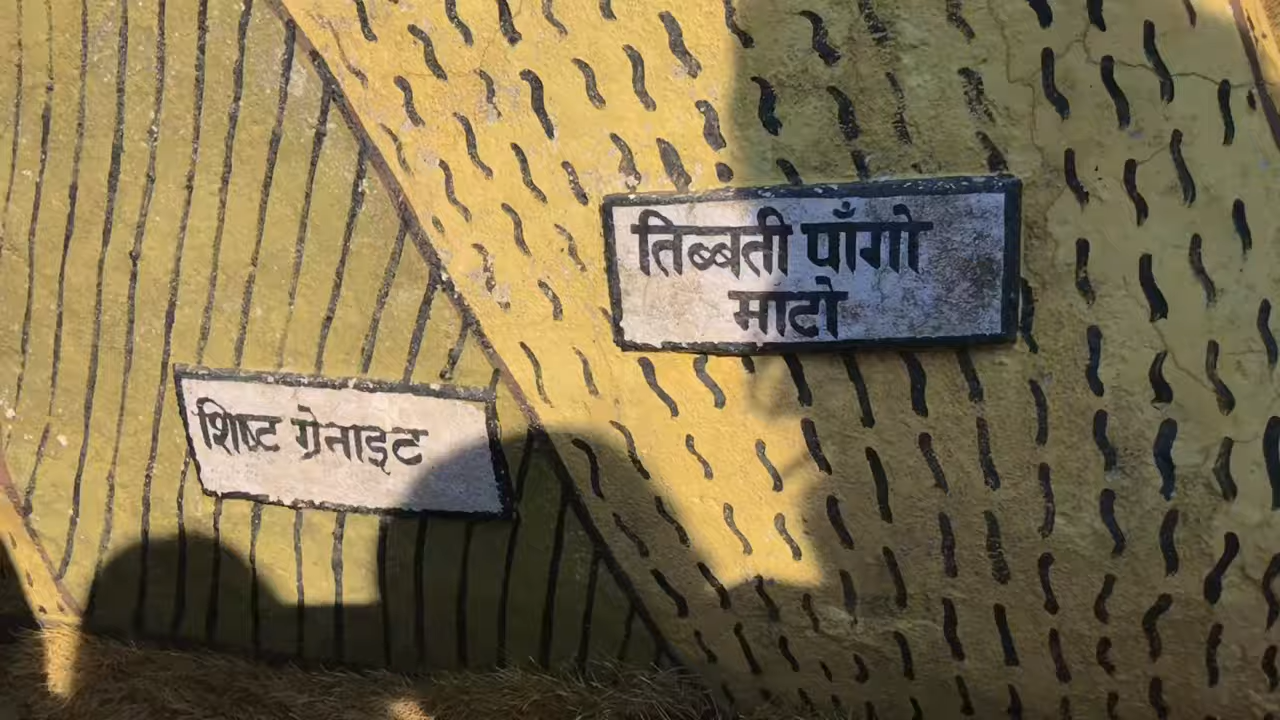 तिब्बती पाँगो
माटो
शिष्ट ग्रेनाइट